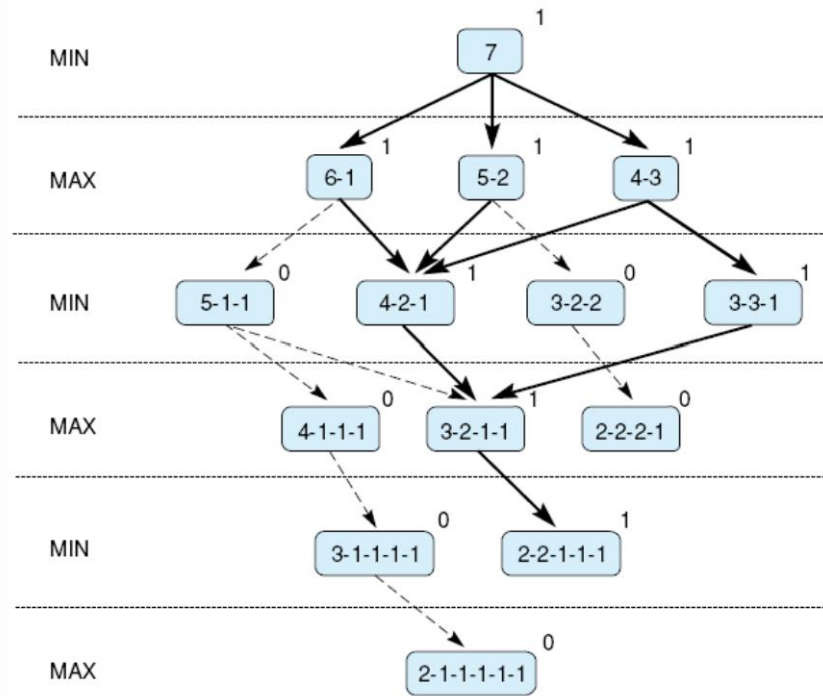 1
MIN 7
1 1 1
MAX 6-1 5-2 4-3
0 1 0 1
MIN 5-1-1 4-2-1 3-2-2 3-3-1
0 1 0
MAX 4-1-1-1 3-2-1-1 2-2-2-1
0 1
MIN 3-1-1-1-1 2-2-1-1-1
0
MAX 2-1-1-1-1-1